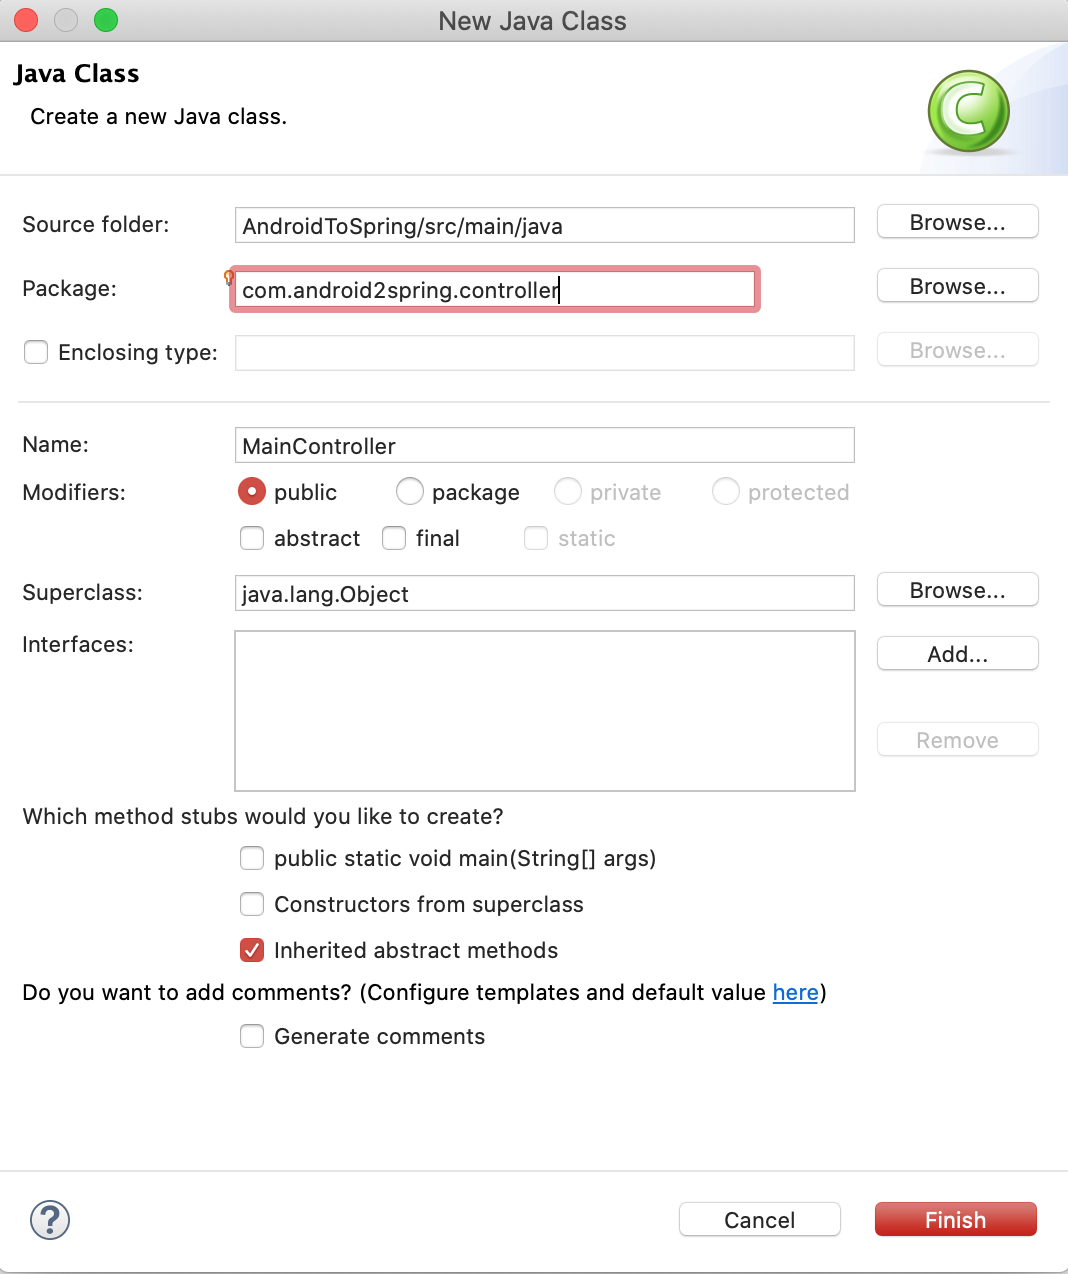 New Java Class
Java Class
Create a new Java class.
Source folder: AndroidToSpring/src/main/java Browse...
Package: com.android2spring.controller Browse...
Enclosing type: Browse...
Name: MainController
Modifiers: public package private protected
abstract final static
Superclass: java.lang.Object Browse...
Interfaces: Add...
Remove
Which method stubs would you like to create?
public static void main(String[] args)
Constructors from superclass
Inherited abstract methods
Do you want to add comments? (Configure templates and default value here)
Generate comments
? Cancel Finish